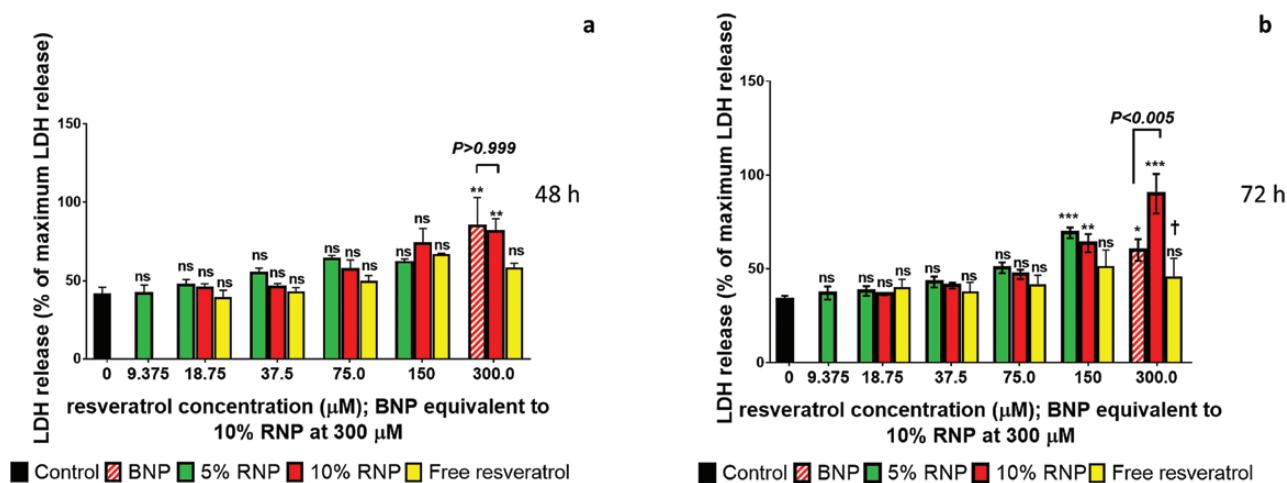 a
LDH release (% of maximum LDH release)
150
100
50
0
ns
ns
ns
ns
ns
ns
ns
ns
ns
ns
ns
ns
ns
ns
**
**
ns
P>0.999
48 h
0 9.375 18.75 37.5 75.0 150 300.0
resveratrol concentration (μM); BNP equivalent to
10% RNP at 300 μM
Control BNP 5% RNP 10% RNP Free resveratrol
b
LDH release (% of maximum LDH release)
150
100
50
0
ns
ns
ns
ns
ns
ns
ns
ns
ns
ns
***
**
ns
*
***
†
ns
P<0.005
72 h
0 9.375 18.75 37.5 75.0 150 300.0
resveratrol concentration (μM); BNP equivalent to
10% RNP at 300 μM
Control BNP 5% RNP 10% RNP Free resveratrol